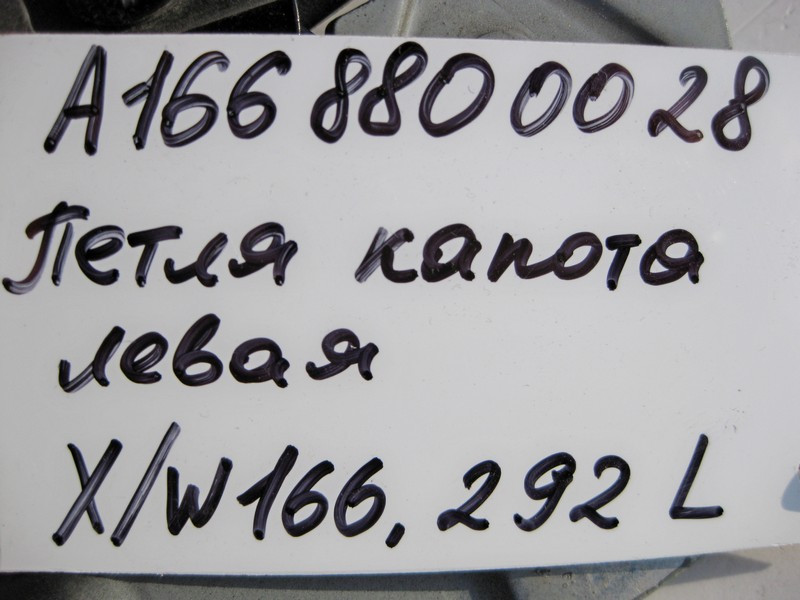 A166 880 00 28
Петля капота
левая
X/W166, 292 L